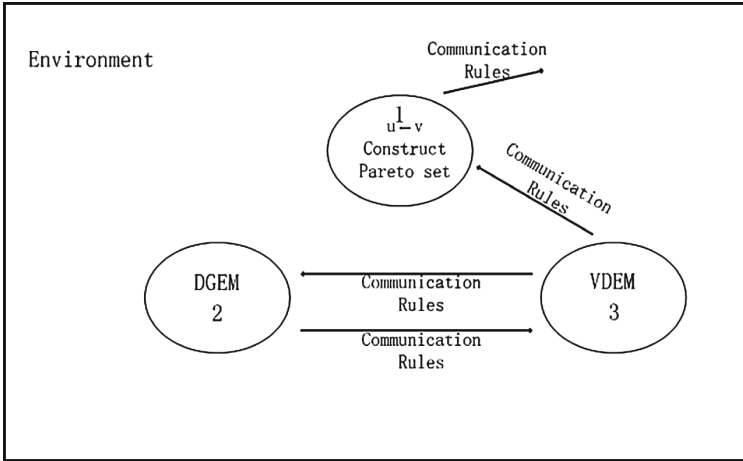 Environment
Communication
Rules
1
u—v
Construct
Pareto set
Communication
Rules
DGEM
2
Communication
Rules
VDEM
3
Communication
Rules